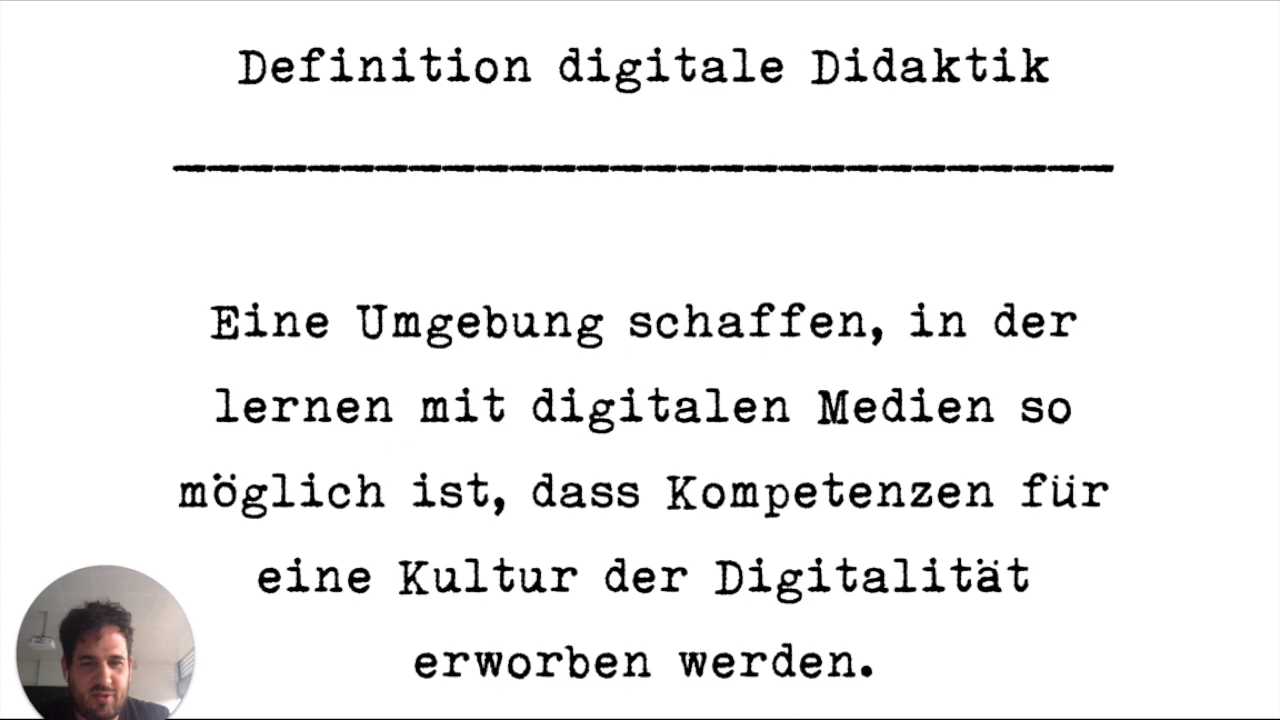 Definition digitale Didaktik
Eine Umgebung schaffen, in der
lernen mit digitalen Medien so
möglich ist, dass Kompetenzen für
eine Kultur der Digitalität
erworben werden.